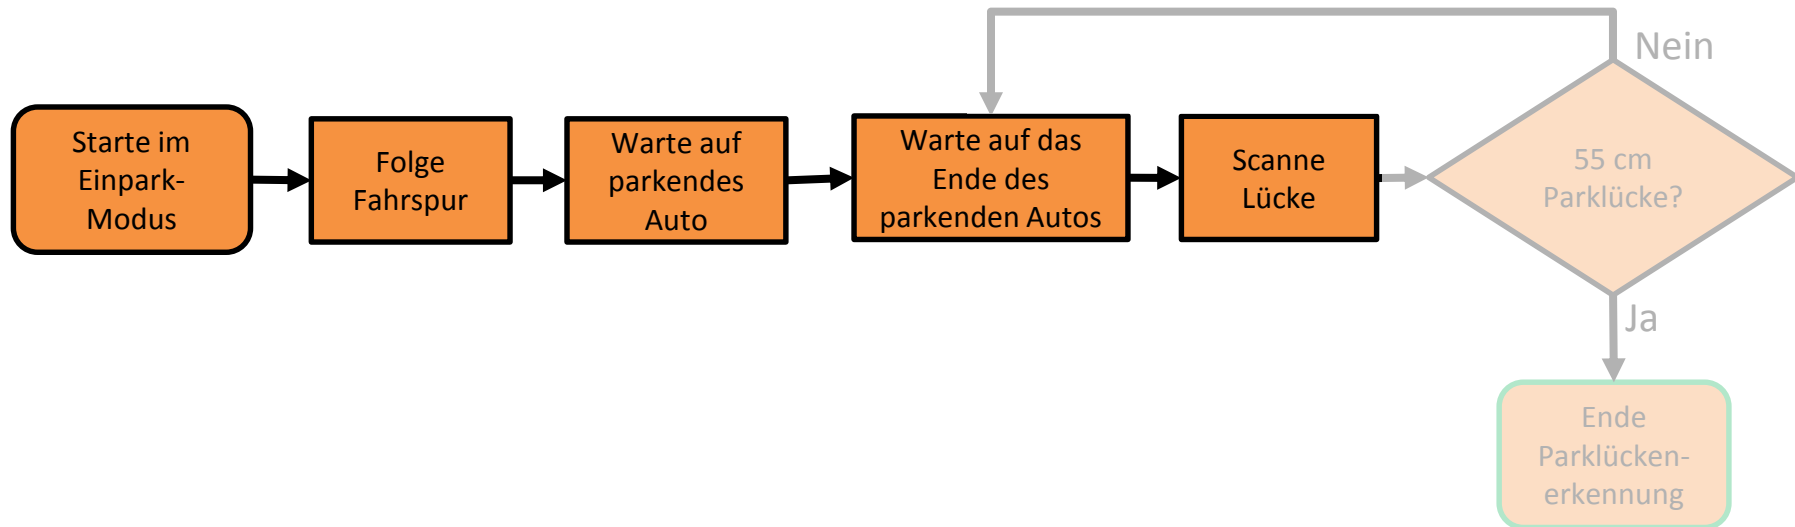 Starte im
Einpark-
Modus
Folge
Fahrspur
Warte auf
parkendes
Auto
Warte auf das
Ende des
parkenden Autos
Scanne
Lücke
55 cm
Parklücke?
Nein
Ja
Ende
Parklücken-
erkennung